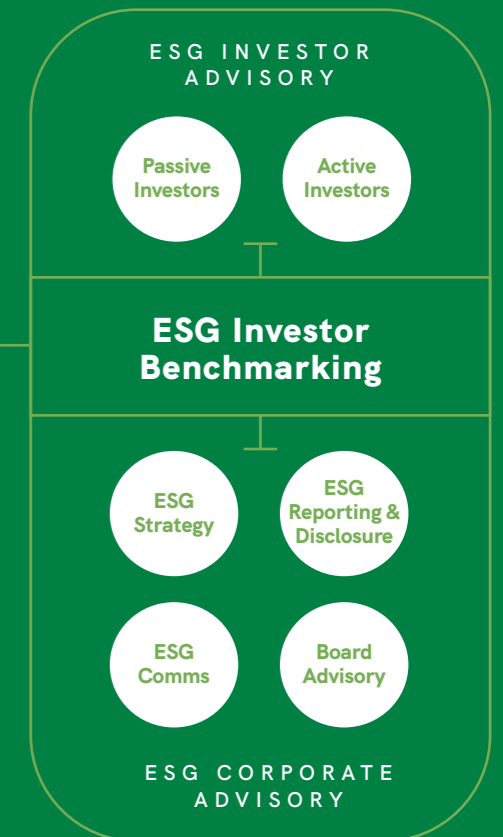 ESG INVESTOR
ADVISORY
Passive
Investors
Active
Investors
ESG Investor
Benchmarking
ESG
Strategy
ESG
Reporting &
Disclosure
ESG
Comms
Board
Advisory
ESG CORPORATE
ADVISORY